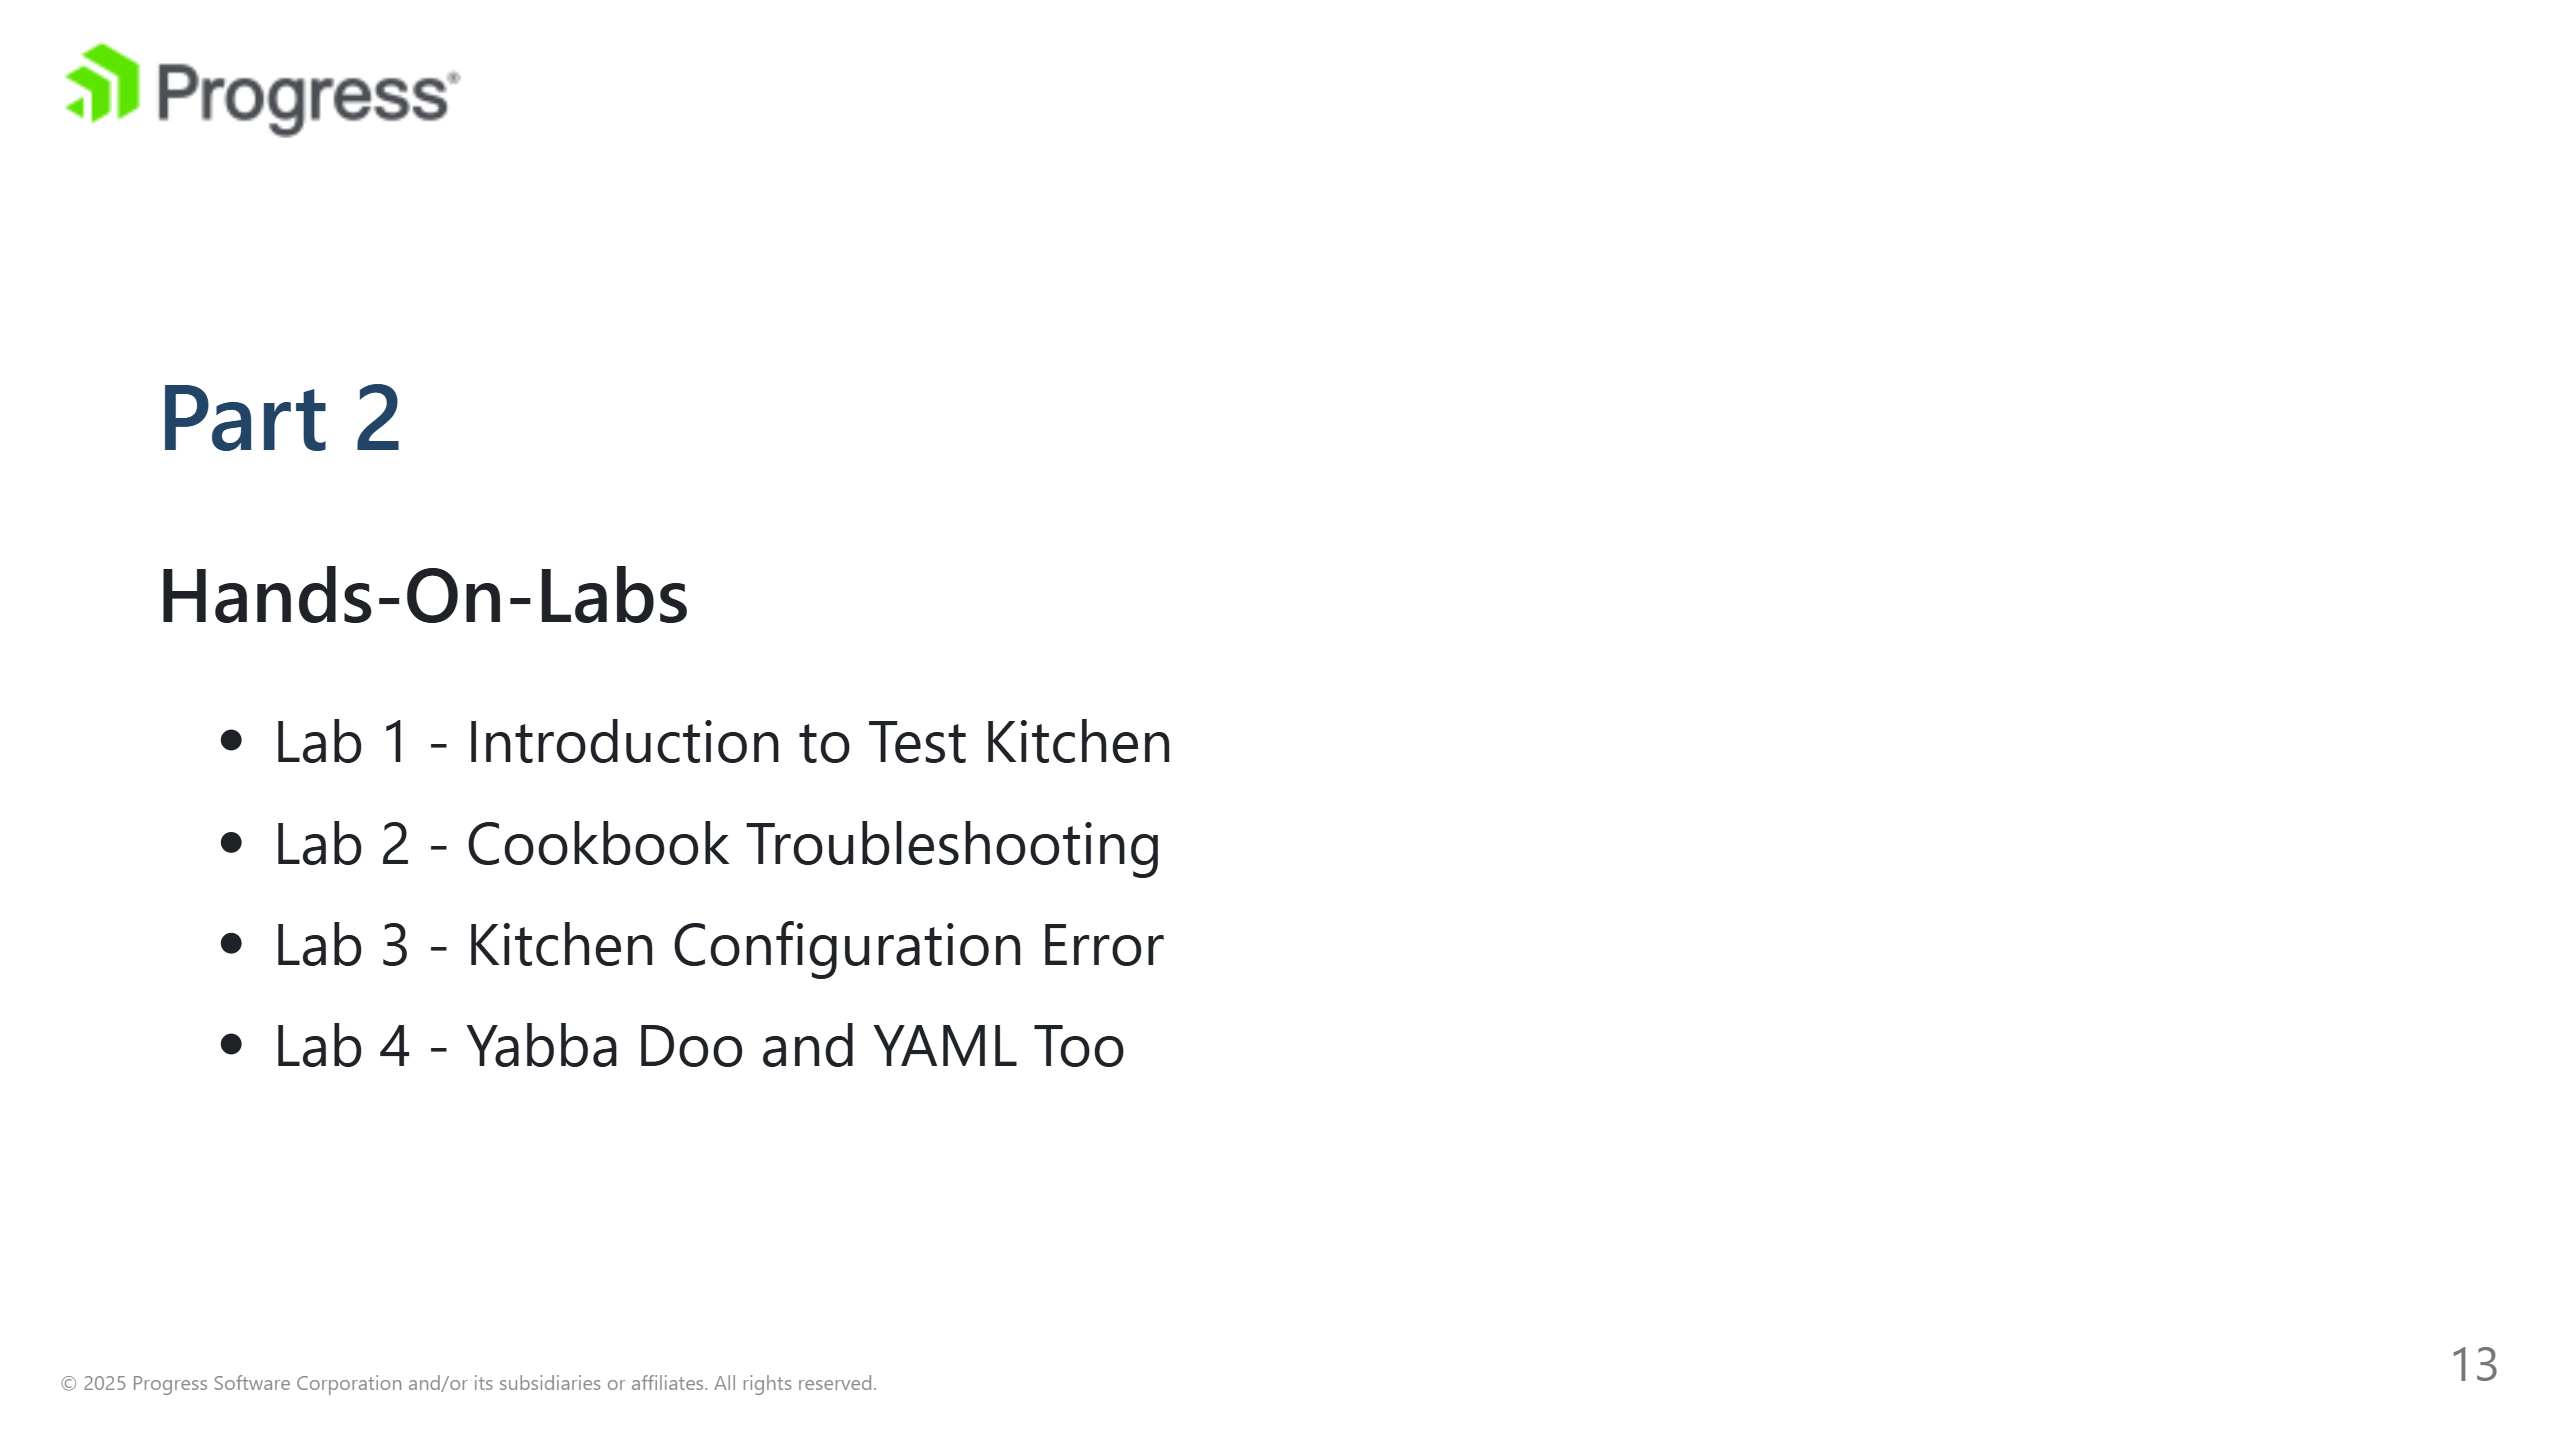 Progress®
Part 2
Hands-On-Labs
• Lab 1 - Introduction to Test Kitchen
• Lab 2 - Cookbook Troubleshooting
• Lab 3 - Kitchen Configuration Error
• Lab 4 - Yabba Doo and YAML Too
© 2025 Progress Software Corporation and/or its subsidiaries or affiliates. All rights reserved.
13